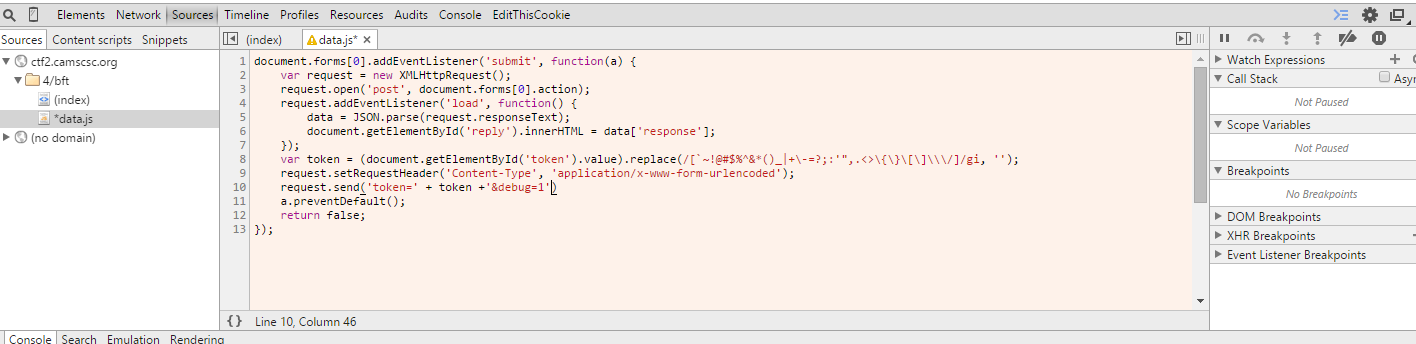 Elements Network Sources Timeline Profiles Resources Audits Console EditThisCookie
Sources Content scripts Snippets
(index) data.js* ×
ctf2.camscsc.org
4/bft
(index)
*data.js
(no domain)
1 document.forms[0].addEventListener('submit', function(a) {
2 var request = new XMLHttpRequest();
3 request.open('post', document.forms[0].action);
4 request.addEventListener('load', function() {
5 data = JSON.parse(request.responseText);
6 document.getElementById('reply').innerHTML = data['response'];
7 });
8 var token = (document.getElementById('token').value).replace(/[`~!@#$%^&*()_|+\-=?;:'",.<>\{\}\[\]\\\/]/gi, '');
9 request.setRequestHeader('Content-Type', 'application/x-www-form-urlencoded');
10 request.send('token=' + token +'&debug=1')
11 a.preventDefault();
12 return false;
13 });
{} Line 10, Column 46
Watch Expressions
Call Stack Asyn
Not Paused
Scope Variables
Not Paused
Breakpoints
No Breakpoints
DOM Breakpoints
XHR Breakpoints
Event Listener Breakpoints
Console Search Emulation Rendering